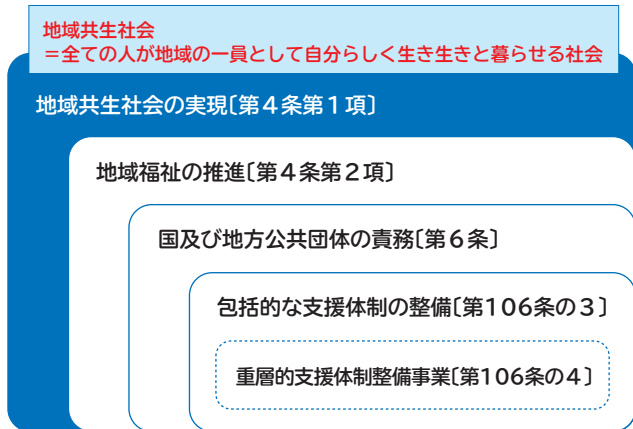 地域共生社会
＝全ての人が地域の一員として自分らしく生き生きと暮らせる社会
地域共生社会の実現〔第４条第１項〕
地域福祉の推進〔第４条第２項〕
国及び地方公共団体の責務〔第６条〕
包括的な支援体制の整備〔第106条の３〕
重層的支援体制整備事業〔第106条の４〕